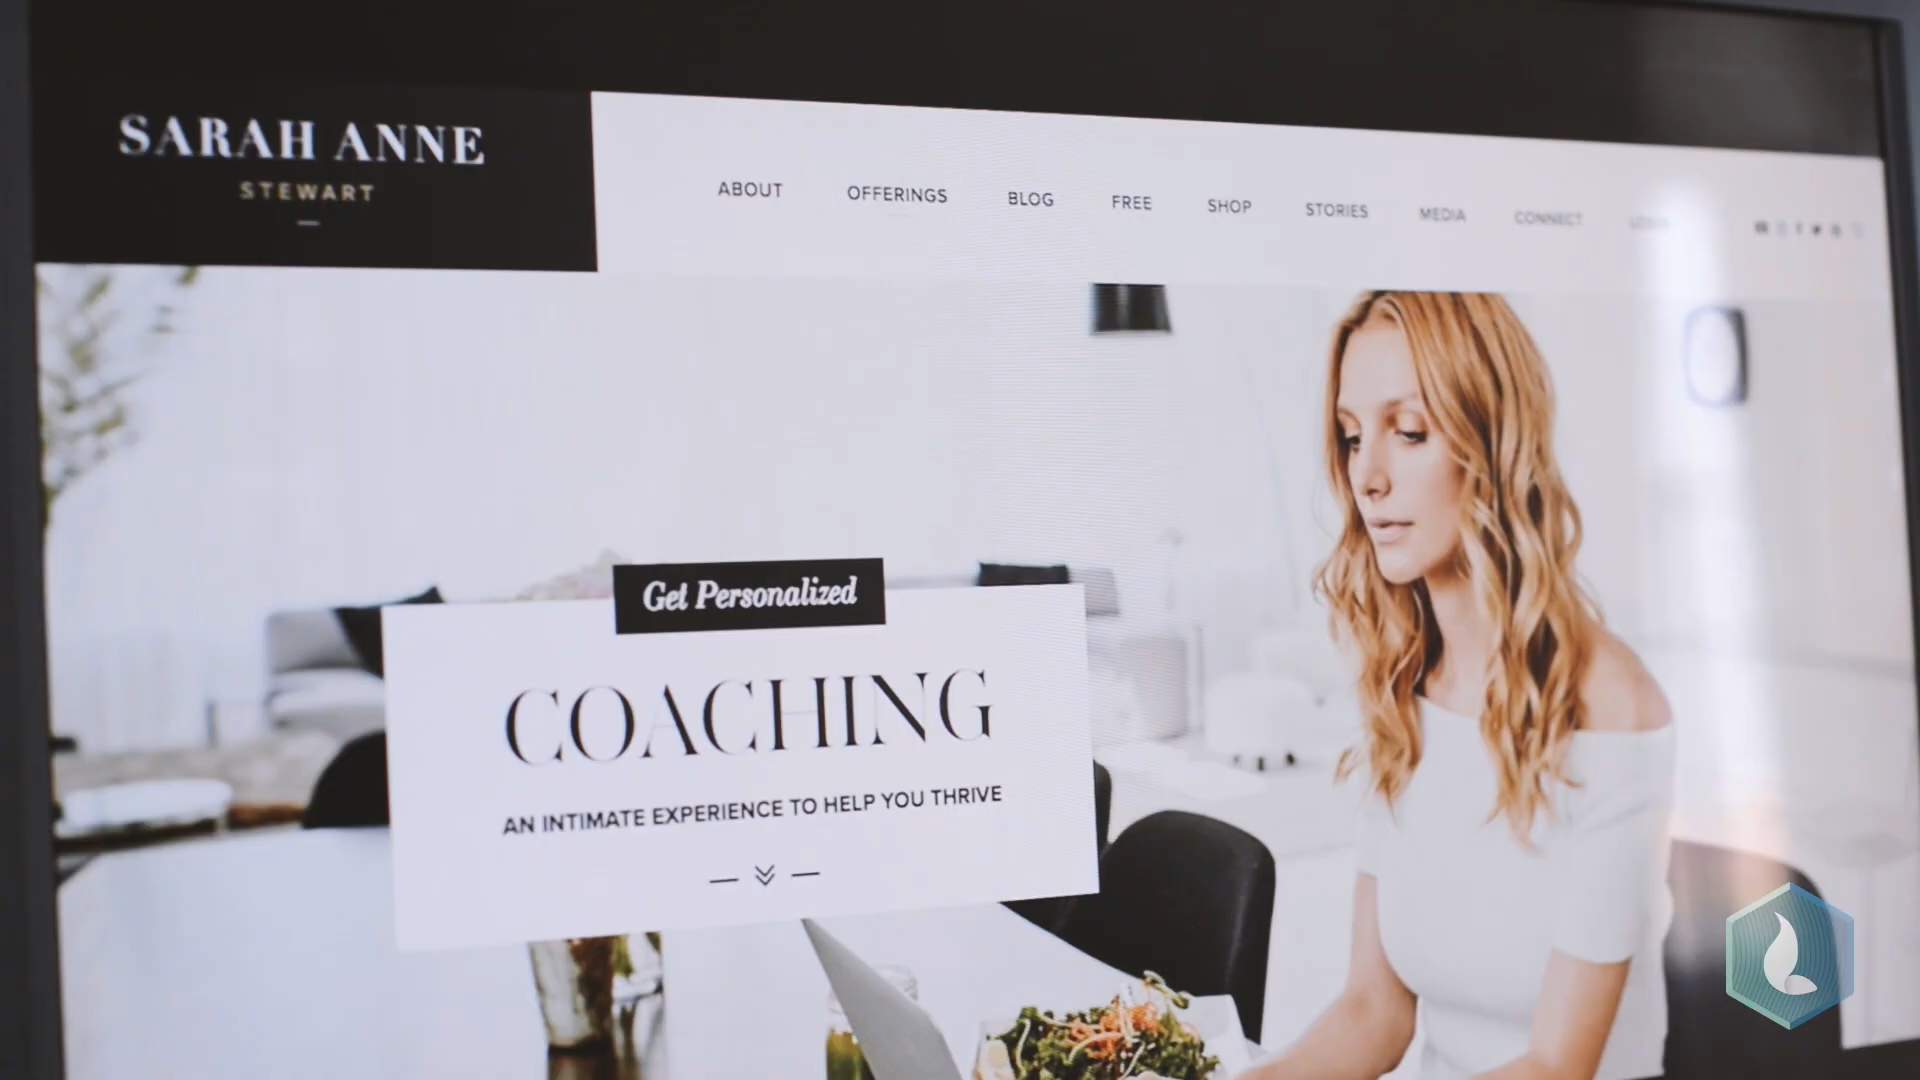 SARAH ANNE
STEWART
ABOUT OFFERINGS BLOG FREE SHOP STORIES MEDIA CONNECT LOGIN
Get Personalized
COACHING
AN INTIMATE EXPERIENCE TO HELP YOU THRIVE